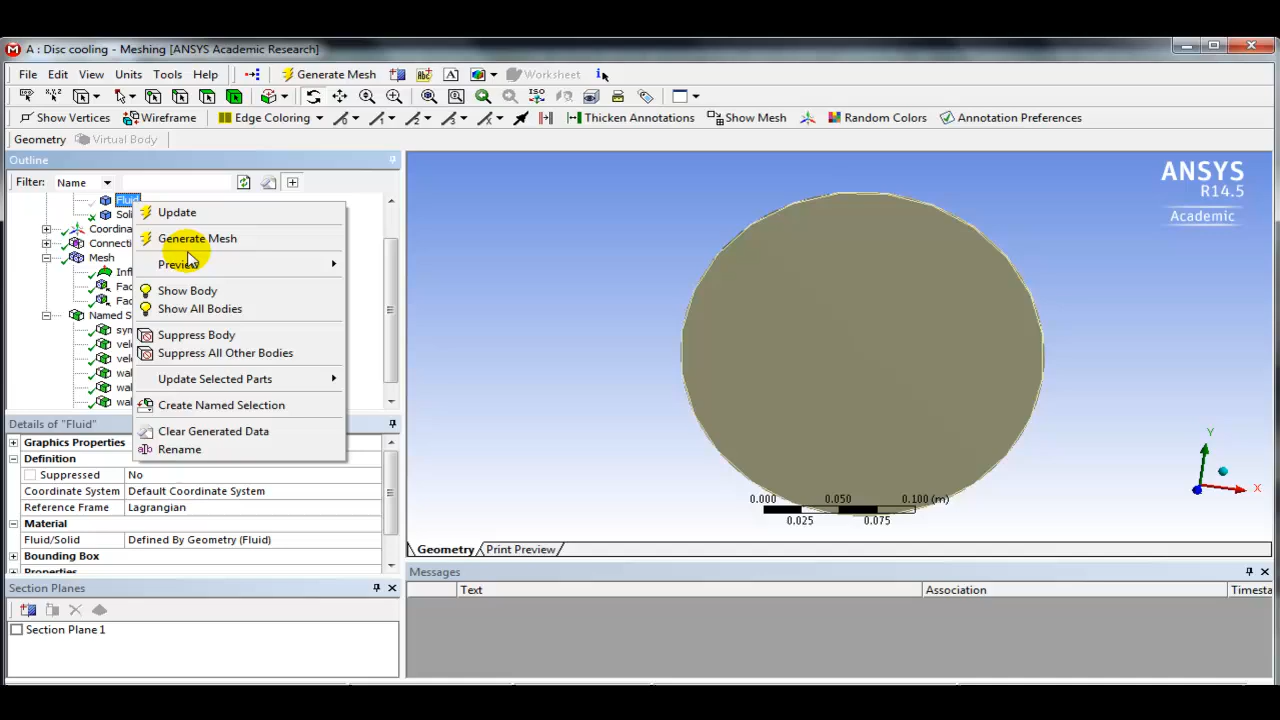 A : Disc cooling - Meshing [ANSYS Academic Research]
File Edit View Units Tools Help Generate Mesh Worksheet
Show Vertices Wireframe Edge Coloring Thicken Annotations Show Mesh Random Colors Annotation Preferences
Geometry Virtual Body
Outline
Filter: Name
Fluid
Soli
Coordina
Connecti
Mesh
Infl
Fac
Fac
Named S
sym
velo
velo
wal
wal
wal
Update
Generate Mesh
Preview
Show Body
Show All Bodies
Suppress Body
Suppress All Other Bodies
Update Selected Parts
Create Named Selection
Clear Generated Data
Rename
Details of "Fluid"
Graphics Properties
Definition
Suppressed No
Coordinate System Default Coordinate System
Reference Frame Lagrangian
Material
Fluid/Solid Defined By Geometry (Fluid)
Bounding Box
Properties
Section Planes
Section Plane 1
ANSYS
R14.5
Academic
Y
X
0.000 0.050 0.100 (m)
0.025 0.075
Geometry Print Preview
Messages
Text Association Timesta